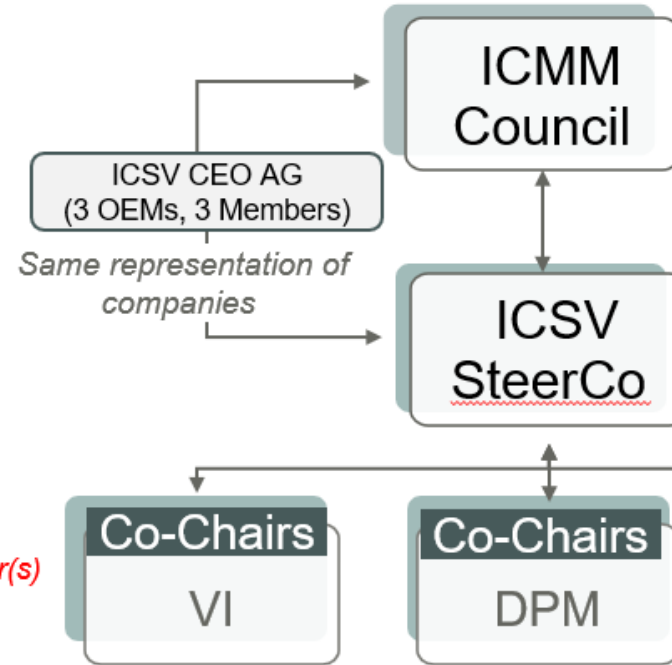 ICMM
Council
ICSV CEO AG
(3 OEMs, 3 Members)
Same representation of
companies
ICSV
SteerCo
Co-Chairs
Co-Chairs
r(s)
VI
DPM